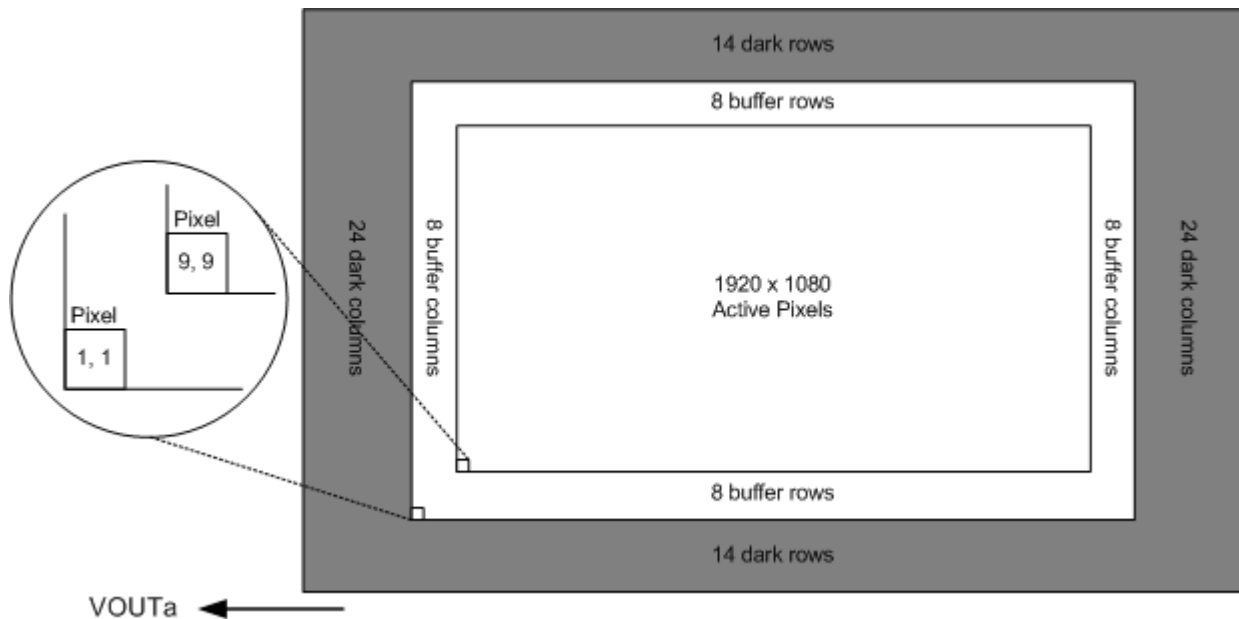 14 dark rows
8 buffer rows
Pixel
9, 9
Pixel
1, 1
24 dark columns
8 buffer columns
1920 x 1080
Active Pixels
8 buffer columns
24 dark columns
8 buffer rows
14 dark rows
VOUTa